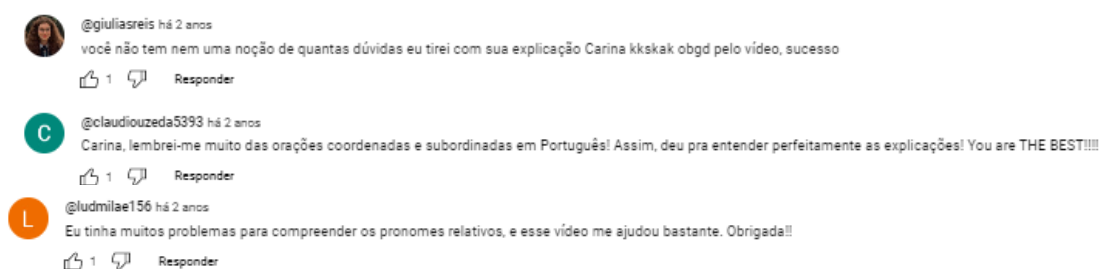 @giuliasreis há 2 anos
você não tem nem uma noção de quantas dúvidas eu tirei com sua explicação Carina kkskak obgd pelo vídeo, sucesso
1 Responder
C
@claudiouzeda5393 há 2 anos
Carina, lembrei-me muito das orações coordenadas e subordinadas em Português! Assim, deu pra entender perfeitamente as explicações! You are THE BEST!!!!
1 Responder
L
@ludmilae156 há 2 anos
Eu tinha muitos problemas para compreender os pronomes relativos, e esse vídeo me ajudou bastante. Obrigada!!
1 Responder